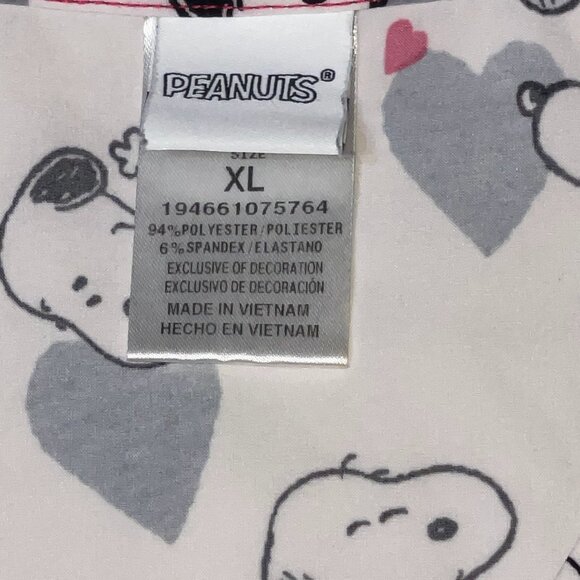 PEANUTS®
SIZE
XL
194661075764
94% POLYESTER/POLIESTER
6% SPANDEX/ELASTANO
EXCLUSIVE OF DECORATION
EXCLUSIVO DE DECORACIÓN
MADE IN VIETNAM
HECHO EN VIETNAM